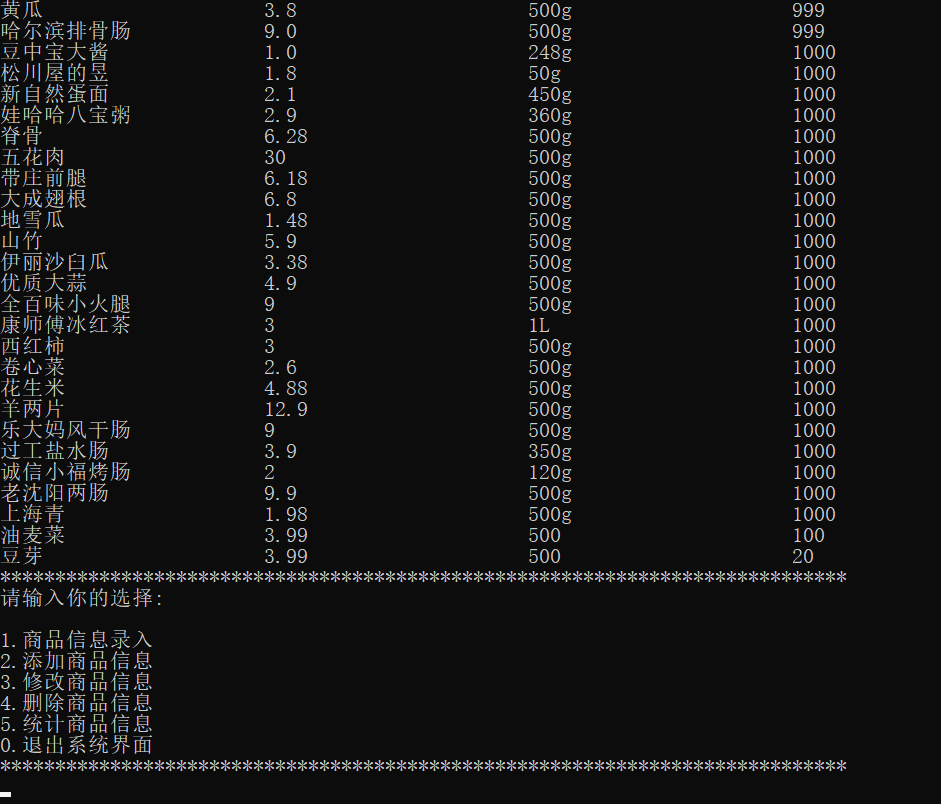 黄瓜 3.8 500g 999
哈尔滨排骨肠 9.0 500g 999
豆中宝大酱 1.0 248g 1000
松川屋的昱 1.8 50g 1000
新自然蛋面 2.1 450g 1000
娃哈哈八宝粥 2.9 360g 1000
脊骨 6.28 500g 1000
五花肉 30 500g 1000
带庄前腿 6.18 500g 1000
大成翅根 6.8 500g 1000
地雪瓜 1.48 500g 1000
山竹 5.9 500g 1000
伊丽沙臼瓜 3.38 500g 1000
优质大蒜 4.9 500g 1000
全百味小火腿 9 500g 1000
康师傅冰红茶 3 1L 1000
西红柿 3 500g 1000
卷心菜 2.6 500g 1000
花生米 4.88 500g 1000
羊两片 12.9 500g 1000
乐大妈风干肠 9 500g 1000
过工盐水肠 3.9 350g 1000
诚信小福烤肠 2 120g 1000
老沈阳两肠 9.9 500g 1000
上海青 1.98 500g 1000
油麦菜 3.99 500 100
豆芽 3.99 500 20
*****************************************************************************
请输入你的选择:
1.商品信息录入
2.添加商品信息
3.修改商品信息
4.删除商品信息
5.统计商品信息
0.退出系统界面
*****************************************************************************